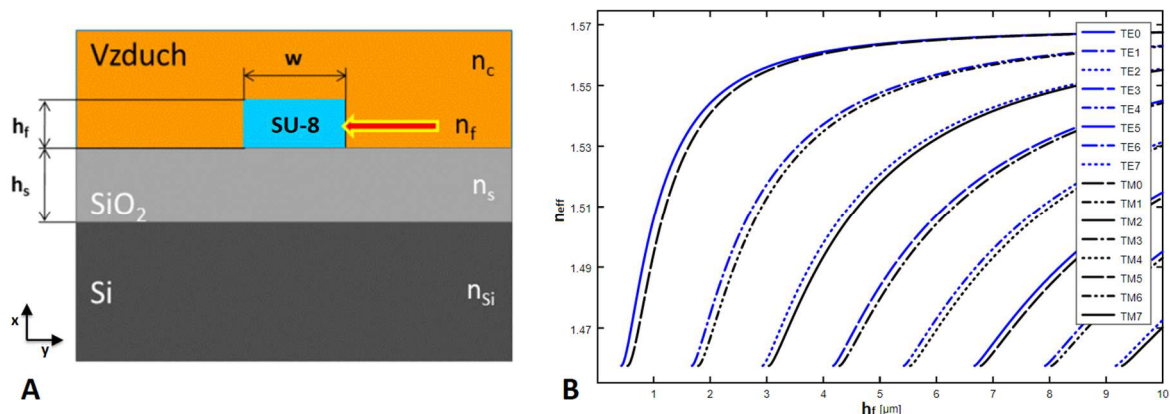 Vzduch
w
n_c
h_f
SU-8
n_f
h_s
n_s
SiO₂
Si
n_Si
x
y
A
1.57
1.55
1.53
1.51
1.49
1.47
n_eff
1 2 3 4 5 6 7 8 9 10
h_f [µm]
TE0
TE1
TE2
TE3
TE4
TE5
TE6
TE7
TM0
TM1
TM2
TM3
TM4
TM5
TM6
TM7
B